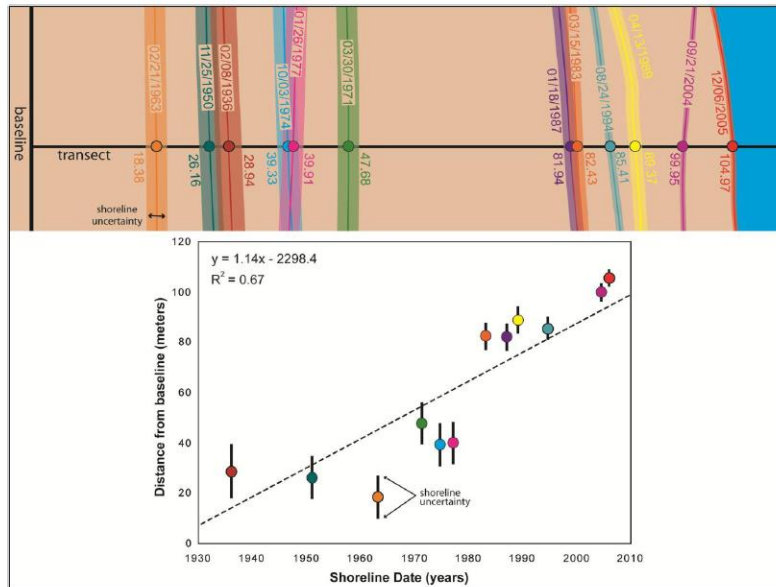 baseline
transect
shoreline
uncertainty
02/21/1963
18.38
11/25/1950
26.16
02/08/1936
28.94
10/03/1974
39.33
01/26/1977
39.91
03/30/1971
47.68
01/18/1987
81.94
03/15/1983
82.43
08/24/1994
85.41
04/13/1989
89.37
09/21/2004
99.95
12/06/2005
104.97
y = 1.14x - 2298.4
R² = 0.67
Distance from baseline (meters)
120
100
80
60
40
20
0
shoreline
uncertainty
1930 1940 1950 1960 1970 1980 1990 2000 2010
Shoreline Date (years)